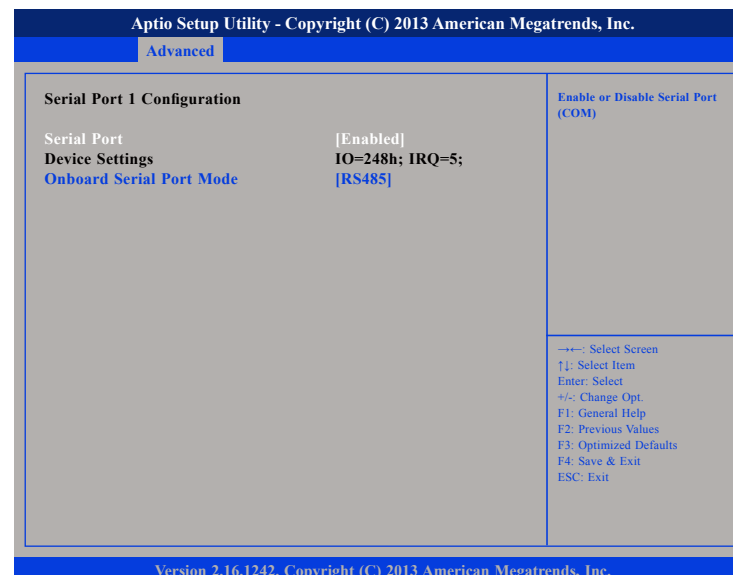 Aptio Setup Utility - Copyright (C) 2013 American Megatrends, Inc.
Advanced
Serial Port 1 Configuration
Serial Port [Enabled]
Device Settings IO=248h; IRQ=5;
Onboard Serial Port Mode [RS485]
Enable or Disable Serial Port
(COM)
→←: Select Screen
↑↓: Select Item
Enter: Select
+/-: Change Opt.
F1: General Help
F2: Previous Values
F3: Optimized Defaults
F4: Save & Exit
ESC: Exit
Version 2.16.1242. Copyright (C) 2013 American Megatrends, Inc.